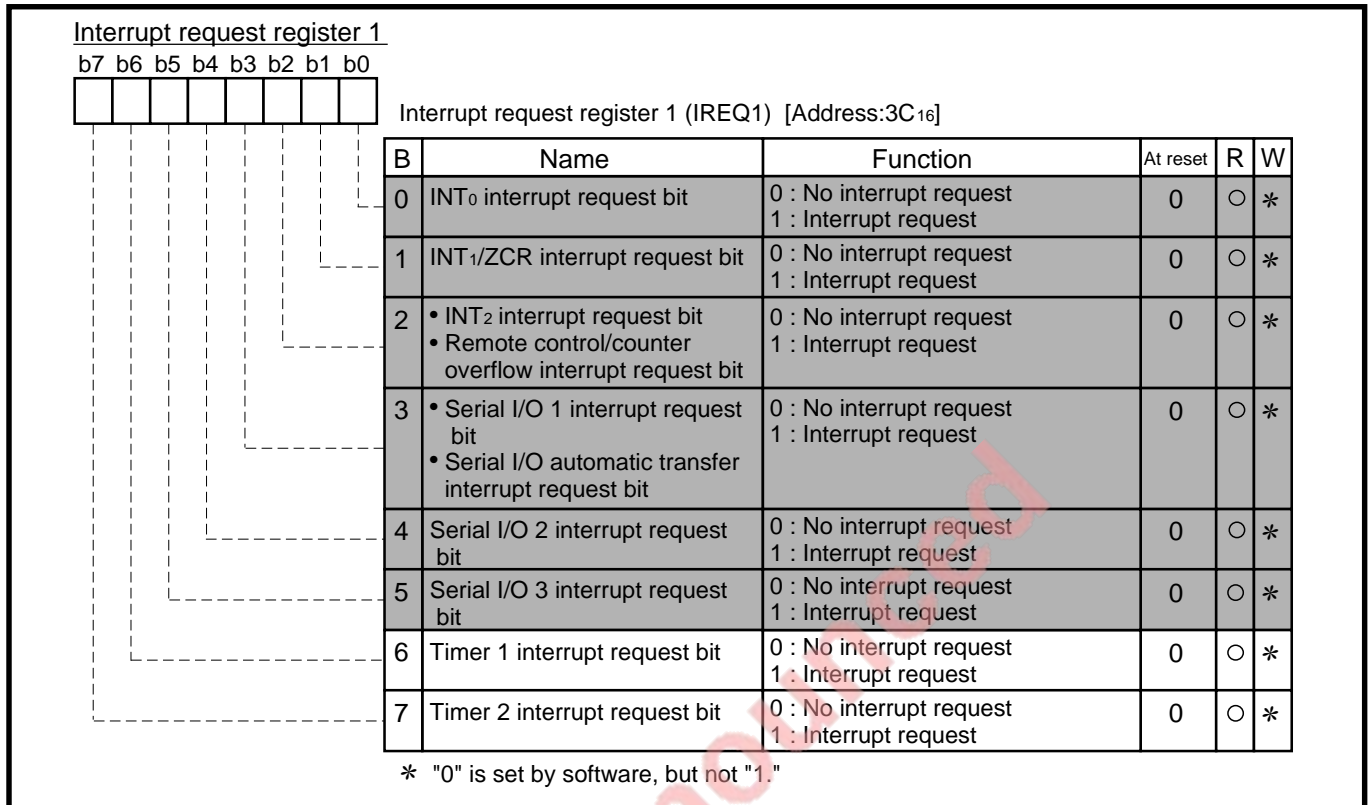 Interrupt request register 1
b7 b6 b5 b4 b3 b2 b1 b0
Interrupt request register 1 (IREQ1) [Address:3C16]
B Name Function At reset R W
0 INT0 interrupt request bit 0 : No interrupt request 0 ○ *
1 : Interrupt request
1 INT1/ZCR interrupt request bit 0 : No interrupt request 0 ○ *
1 : Interrupt request
2 • INT2 interrupt request bit 0 : No interrupt request 0 ○ *
• Remote control/counter 1 : Interrupt request
overflow interrupt request bit
3 • Serial I/O 1 interrupt request 0 : No interrupt request 0 ○ *
bit 1 : Interrupt request
• Serial I/O automatic transfer
interrupt request bit
4 Serial I/O 2 interrupt request 0 : No interrupt request 0 ○ *
bit 1 : Interrupt request
5 Serial I/O 3 interrupt request 0 : No interrupt request 0 ○ *
bit 1 : Interrupt request
6 Timer 1 interrupt request bit 0 : No interrupt request 0 ○ *
1 : Interrupt request
7 Timer 2 interrupt request bit 0 : No interrupt request 0 ○ *
1 : Interrupt request
* "0" is set by software, but not "1."
ounced